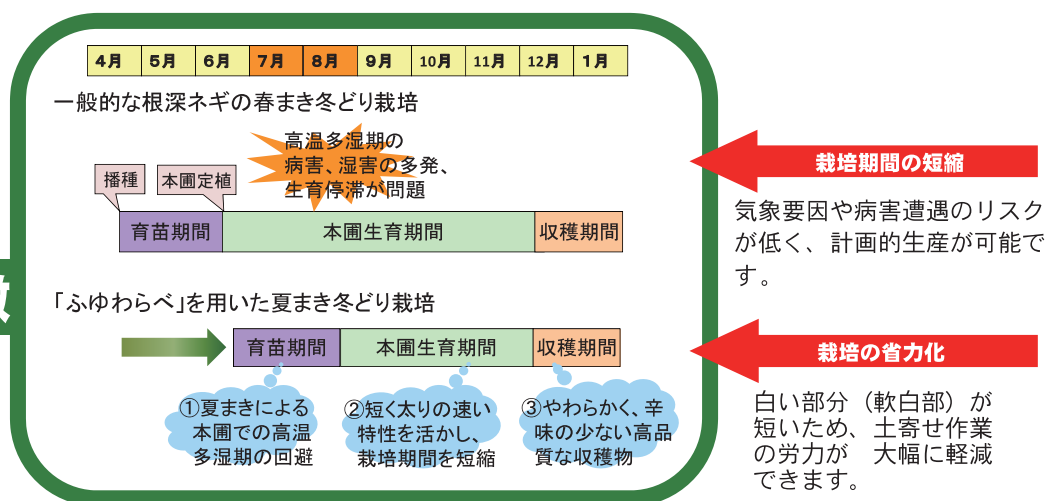 4月 5月 6月 7月 8月 9月 10月 11月 12月 1月
一般的な根深ネギの春まき冬どり栽培
高温多湿期の
病害、湿害の多発、
生育停滞が問題
播種
本圃定植
育苗期間
本圃生育期間
収穫期間
「ふゆわらべ」を用いた夏まき冬どり栽培
育苗期間
本圃生育期間
収穫期間
①夏まきによる
本圃での高温
多湿期の回避
②短く太りの速い
特性を活かし、
栽培期間を短縮
③やわらかく、辛
味の少ない高品
質な収穫物
栽培期間の短縮
気象要因や病害遭遇のリスク
が低く、計画的生産が可能で
す。
栽培の省力化
白い部分（軟白部）が
短いため、土寄せ作業
の労力が 大幅に軽減
できます。